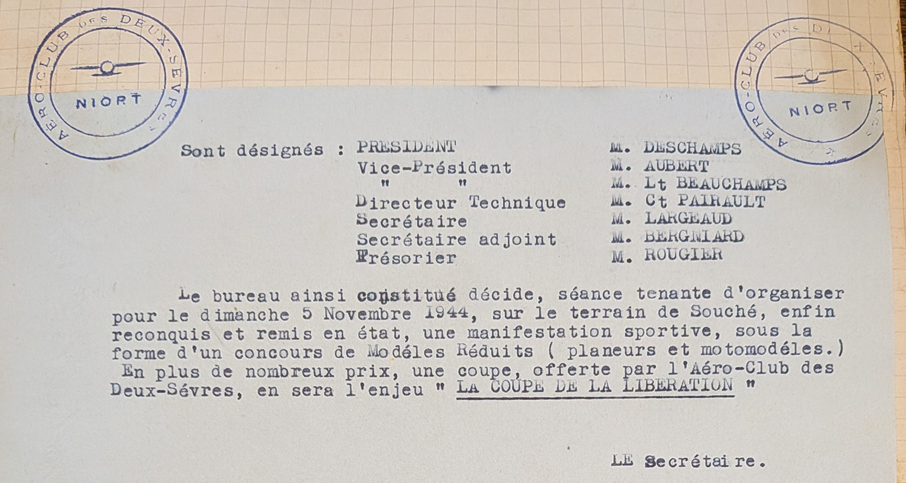 AERO-CLUB DES DEUX-SEVRES
NIORT
AERO-CLUB DES DEUX-SEVRES
NIORT
Sont désignés : PRESIDENT M. DESCHAMPS
Vice-Président M. AUBERT
" " M. Lt BEAUCHAMPS
Directeur Technique M. Ct PAIRAULT
Secrétaire M. LARGEAUD
Secrétaire adjoint M. BERGNIARD
Trésorier M. ROUGIER
Le bureau ainsi constitué décide, séance tenante d'organiser
pour le dimanche 5 Novembre 1944, sur le terrain de Souché, enfin
reconquis et remis en état, une manifestation sportive, sous la
forme d'un concours de Modéles Réduits ( planeurs et motomodéles.)
En plus de nombreux prix, une coupe, offerte par l'Aéro-Club des
Deux-Sévres, en sera l'enjeu " LA COUPE DE LA LIBERATION "
LE Secrétaire.